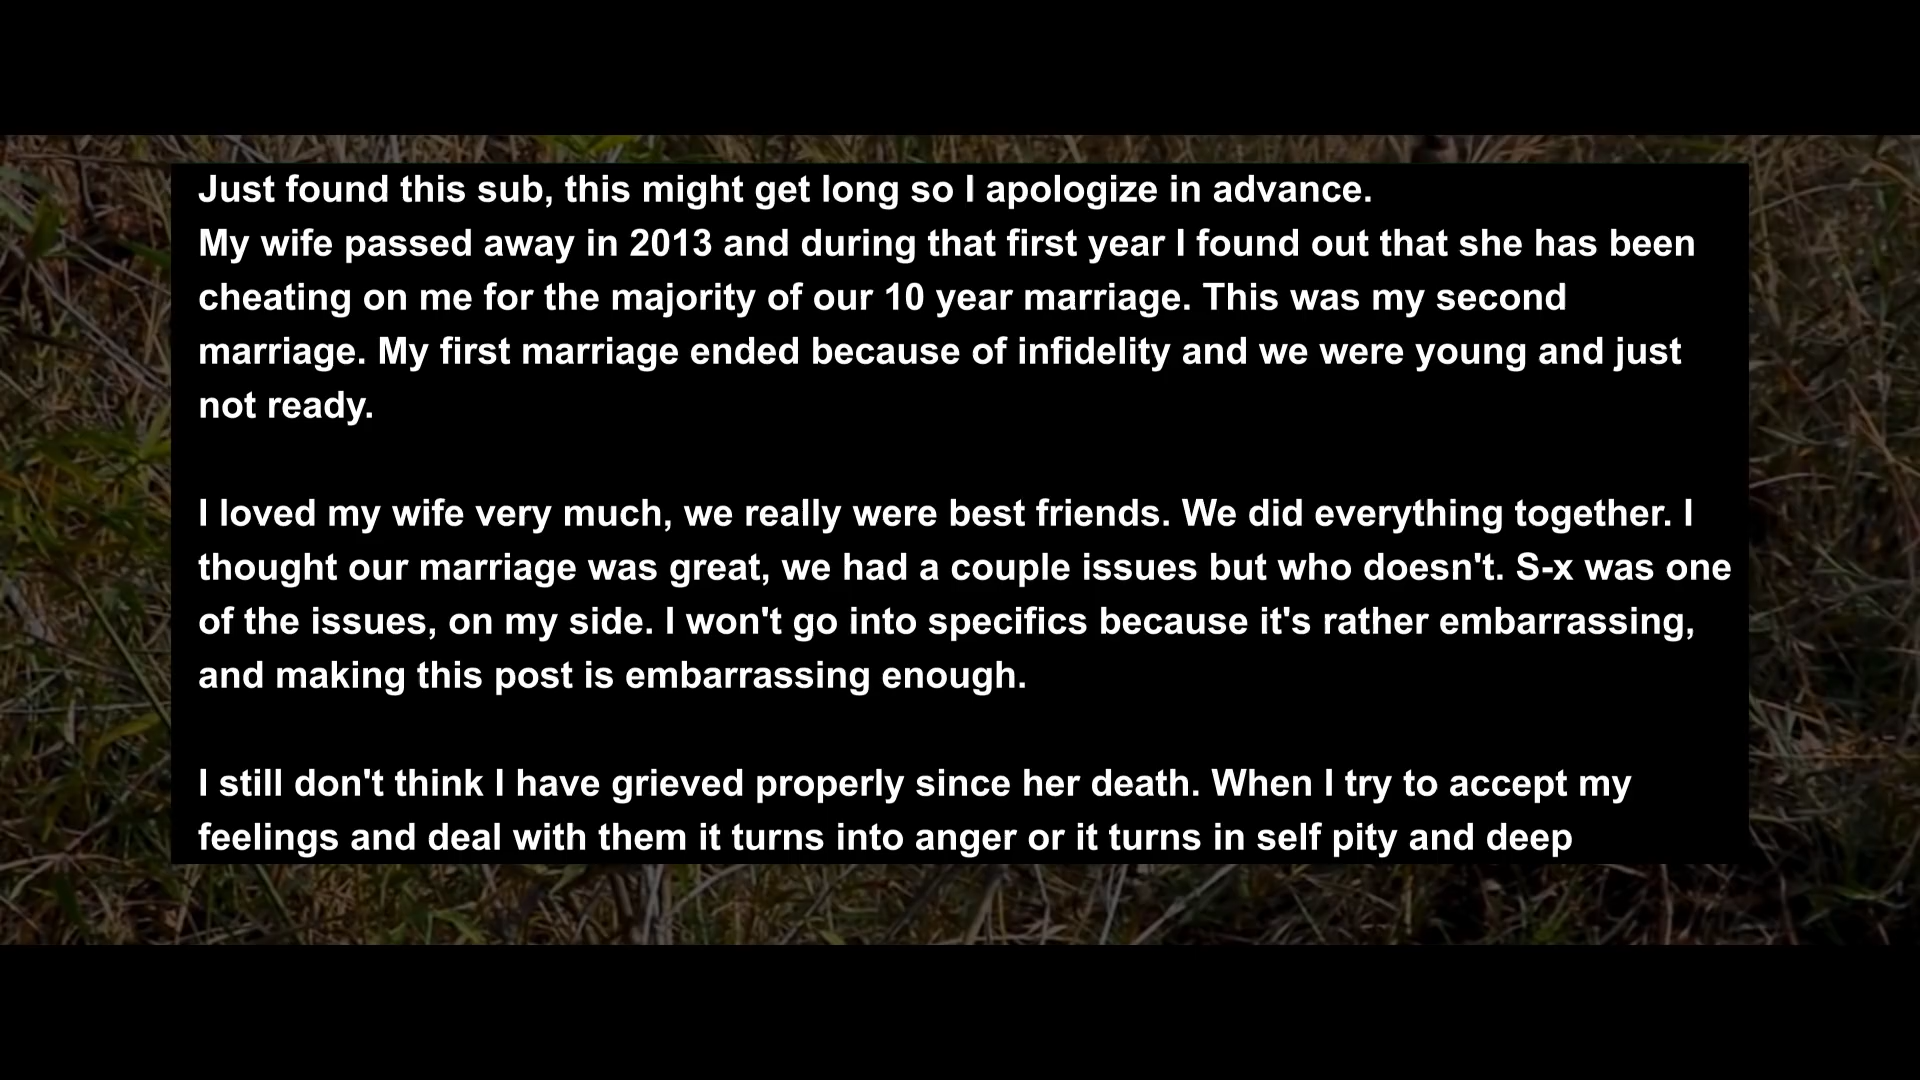 Just found this sub, this might get long so I apologize in advance.
My wife passed away in 2013 and during that first year I found out that she has been
cheating on me for the majority of our 10 year marriage. This was my second
marriage. My first marriage ended because of infidelity and we were young and just
not ready.
I loved my wife very much, we really were best friends. We did everything together. I
thought our marriage was great, we had a couple issues but who doesn't. S-x was one
of the issues, on my side. I won't go into specifics because it's rather embarrassing,
and making this post is embarrassing enough.
I still don't think I have grieved properly since her death. When I try to accept my
feelings and deal with them it turns into anger or it turns in self pity and deep